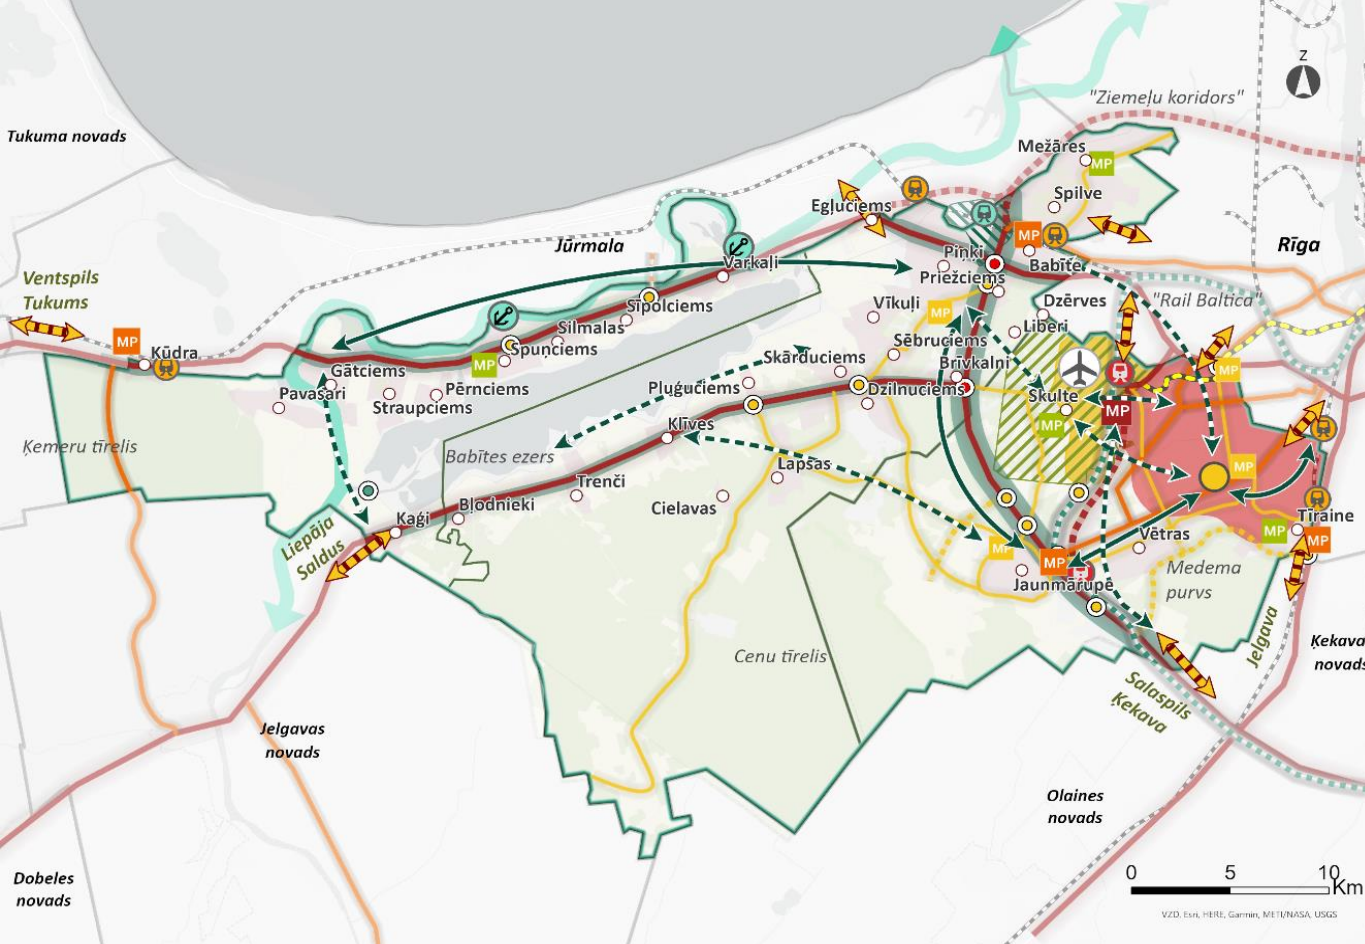 Z
"Ziemeļu koridors"
Tukuma novads
Mežāres
MP
Spilve
Egļuciems
MP
Jūrmala
Rīga
Piņķi
Babīte
Varkaļi
Priežciems
Ventspils
Tukums
Sīpolciems
Vīkuļi
MP
Dzērves
"Rail Baltica"
Silmalas
Liberi
MP
Kūdra
Spuņciems
Sēbruciems
MP
Gātciems
Skārduciems
Brīvkalni
MP
Pavasari
Pērnciems
Pļugučiems
Dzilnuciems
Skulte
Straupciems
MP
MP
Klīves
Ķemeru tīrelis
Babītes ezers
Lapsas
MP
Trenči
Bļodnieki
Cielavas
Kaģi
Tīraine
Liepāja
Saldus
Vētras
MP
MP
MP
MP
Jaunmārupe
Medema
purvs
Cenu tīrelis
Jelgava
Ķekava
novads
Salaspils
Ķekava
Jelgavas
novads
Olaines
novads
Dobeles
novads
0 5 10
Km
VZD, Esri, HERE, Garmin, METI/NASA, USGS